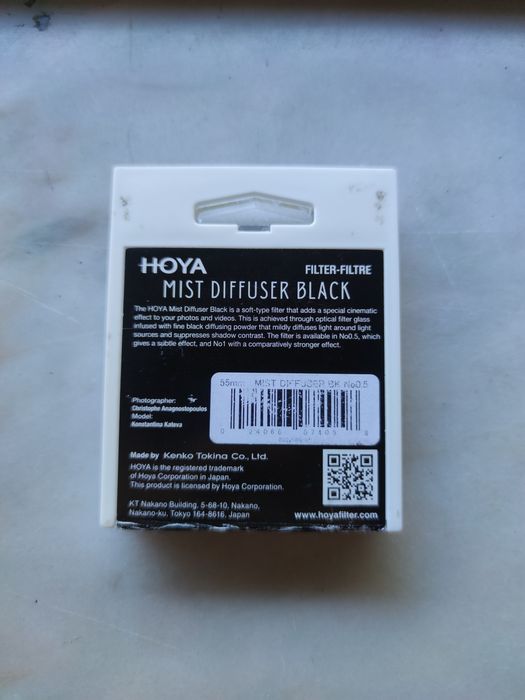 HOYA
FILTER-FILTRE
MIST DIFFUSER BLACK
The HOYA Mist Diffuser Black is a soft-type filter that adds a special cinematic
effect to your photos and videos. This is achieved through optical filter glass
infused with fine black diffusing powder that mildly diffuses light around light
sources and suppresses shadow contrast. The filter is available in No0.5, which
gives a subtle effect, and No1 with a comparatively stronger effect.
55mm MIST DIFFUSER BK No0.5
Photographer:
Christophe Anagnostopoulos
Model:
Konstantina Kaleva
Made by Kenko Tokina Co., Ltd.
HOYA is the registered trademark
of Hoya Corporation in Japan.
This product is licensed by Hoya Corporation.
KT Nakano Building, 5-68-10, Nakano,
Nakano-ku, Tokyo 164-8616, Japan
www.hoyafilter.com